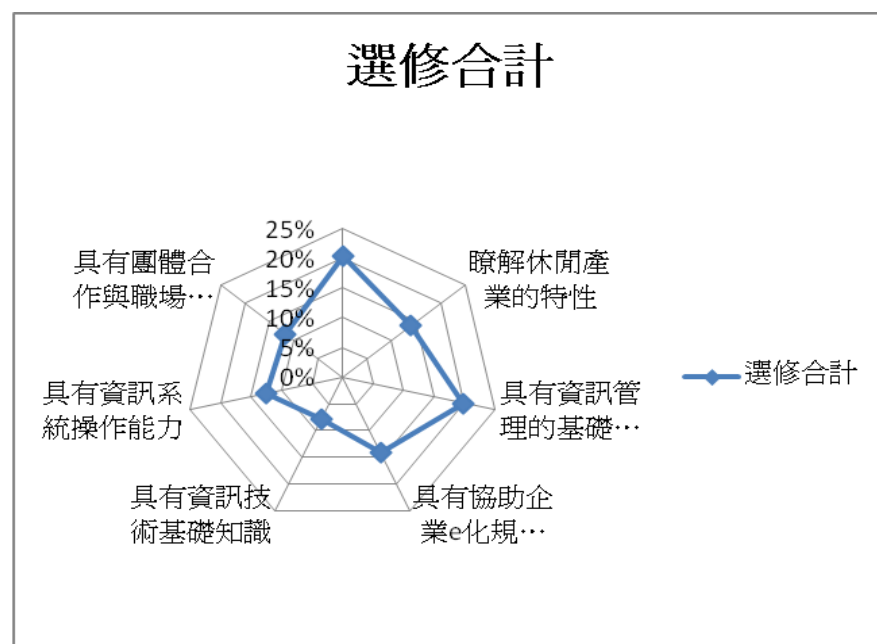 選修合計
25%
20%
15%
10%
5%
0%
瞭解休閒產
業的特性
具有資訊管
理的基礎…
具有協助企
業e化規…
具有資訊技
術基礎知識
具有資訊系
統操作能力
具有團體合
作與職場…
選修合計